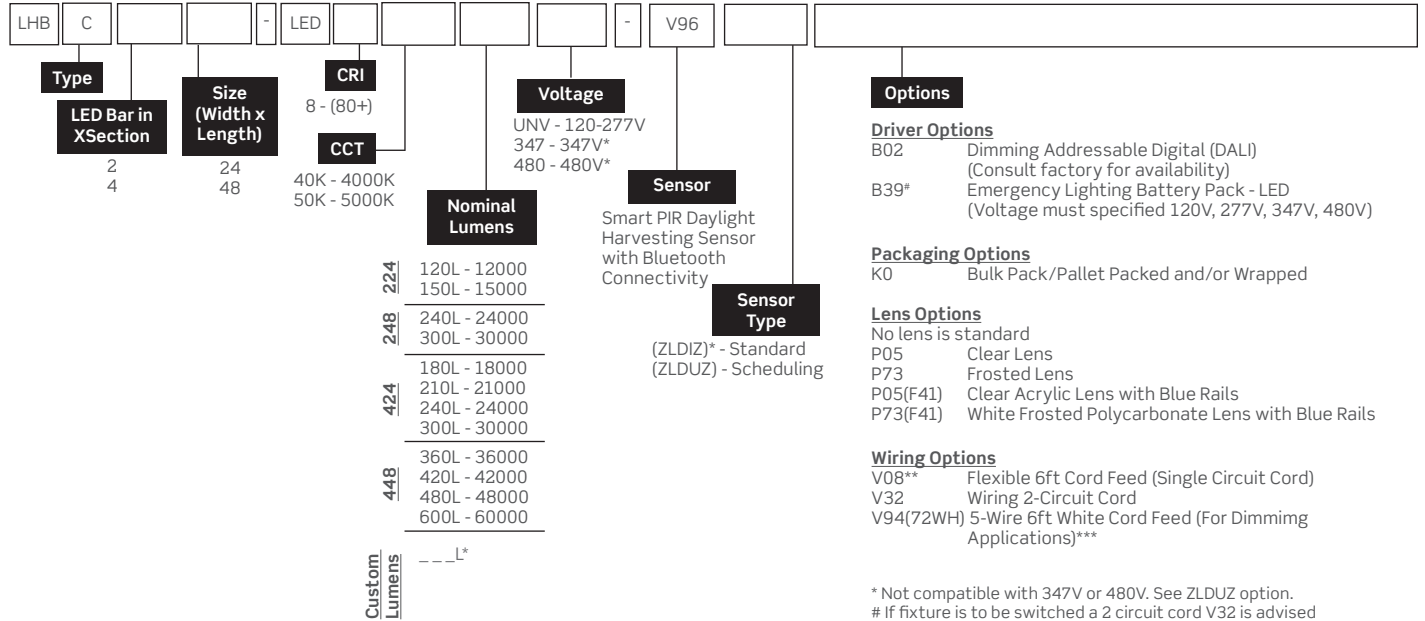 LHB C - LED - V96
Type
LED Bar in
XSection
2
4
Size
(Width x
Length)
24
48
CRI
8 - (80+)
CCT
40K - 4000K
50K - 5000K
Nominal
Lumens
224
120L - 12000
150L - 15000
248
240L - 24000
300L - 30000
424
180L - 18000
210L - 21000
240L - 24000
300L - 30000
448
360L - 36000
420L - 42000
480L - 48000
600L - 60000
Custom
Lumens
_ _ _L*
Voltage
UNV - 120-277V
347 - 347V*
480 - 480V*
Sensor
Smart PIR Daylight
Harvesting Sensor
with Bluetooth
Connectivity
Sensor
Type
(ZLDIZ)* - Standard
(ZLDUZ) - Scheduling
Options
Driver Options
B02 Dimming Addressable Digital (DALI)
(Consult factory for availability)
B39# Emergency Lighting Battery Pack - LED
(Voltage must specified 120V, 277V, 347V, 480V)
Packaging Options
K0 Bulk Pack/Pallet Packed and/or Wrapped
Lens Options
No lens is standard
P05 Clear Lens
P73 Frosted Lens
P05(F41) Clear Acrylic Lens with Blue Rails
P73(F41) White Frosted Polycarbonate Lens with Blue Rails
Wiring Options
V08** Flexible 6ft Cord Feed (Single Circuit Cord)
V32 Wiring 2-Circuit Cord
V94(72WH) 5-Wire 6ft White Cord Feed (For Dimmimg
Applications)***
* Not compatible with 347V or 480V. See ZLDUZ option.
# If fixture is to be switched a 2 circuit cord V32 is advised